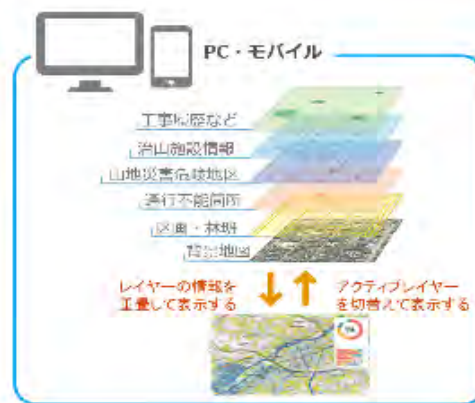 PC・モバイル
工事履歴など
治山施設情報
山地災害危険地区
通行不能箇所
区画・林班
背景地図
レイヤーの情報を
重畳して表示する
アクティブレイヤー
を切替えて表示する